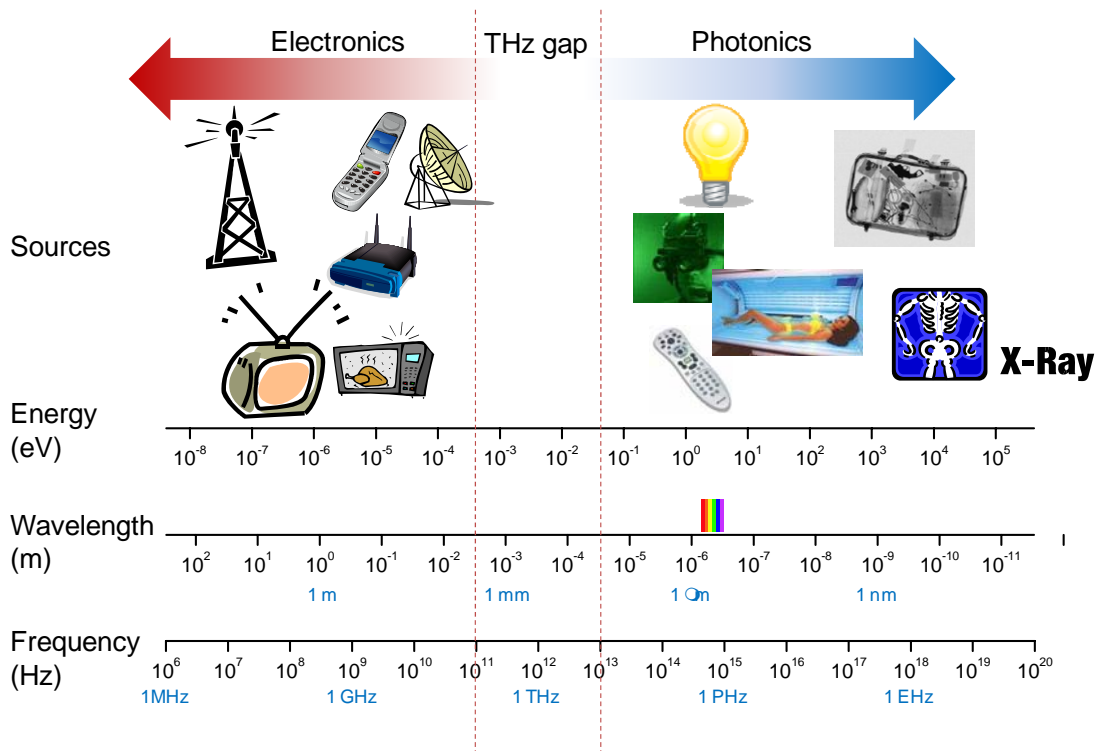 Electronics THz gap Photonics
Sources
X-Ray
Energy
(eV)
10⁻⁸ 10⁻⁷ 10⁻⁶ 10⁻⁵ 10⁻⁴ 10⁻³ 10⁻² 10⁻¹ 10⁰ 10¹ 10² 10³ 10⁴ 10⁵
Wavelength
(m)
10² 10¹ 10⁰ 10⁻¹ 10⁻² 10⁻³ 10⁻⁴ 10⁻⁵ 10⁻⁶ 10⁻⁷ 10⁻⁸ 10⁻⁹ 10⁻¹⁰ 10⁻¹¹
1 m 1 mm 1 ❍m 1 nm
Frequency
(Hz)
10⁶ 10⁷ 10⁸ 10⁹ 10¹⁰ 10¹¹ 10¹² 10¹³ 10¹⁴ 10¹⁵ 10¹⁶ 10¹⁷ 10¹⁸ 10¹⁹ 10²⁰
1MHz 1 GHz 1 THz 1 PHz 1 EHz